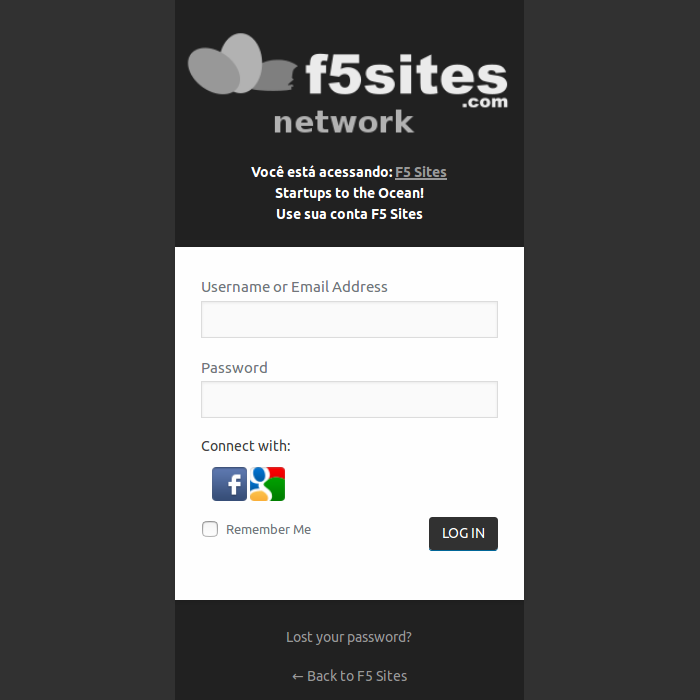 f5sites
.com
network
Você está acessando: F5 Sites
Startups to the Ocean!
Use sua conta F5 Sites
Username or Email Address
Password
Connect with:
f g
Remember Me
LOG IN
Lost your password?
← Back to F5 Sites